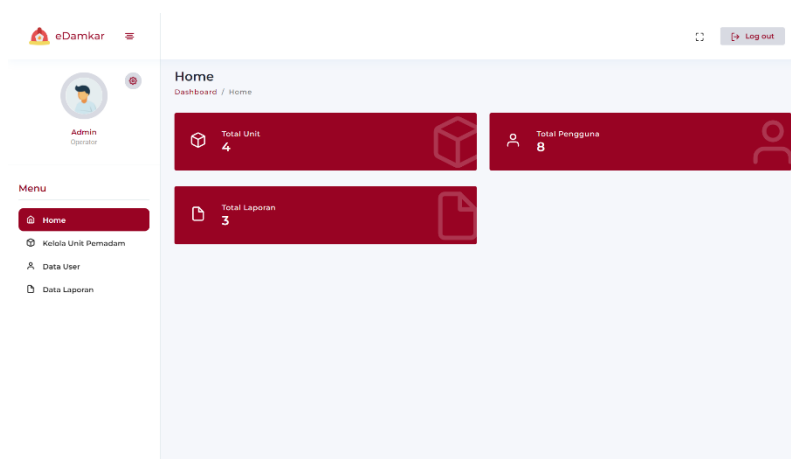 eDamkar
Log out
Admin
Operator
Menu
Home
Kelola Unit Pemadam
Data User
Data Laporan
Home
Dashboard / Home
Total Unit
4
Total Pengguna
8
Total Laporan
3